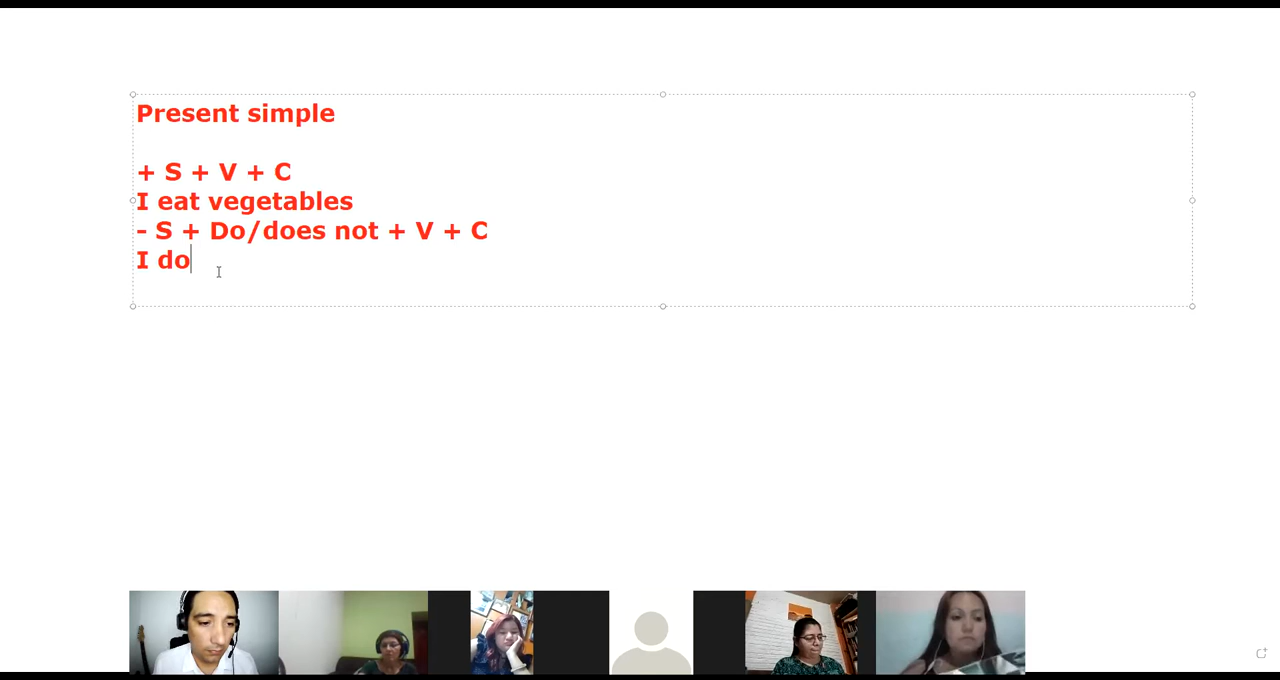 Present simple
+ S + V + C
I eat vegetables
- S + Do/does not + V + C
I do